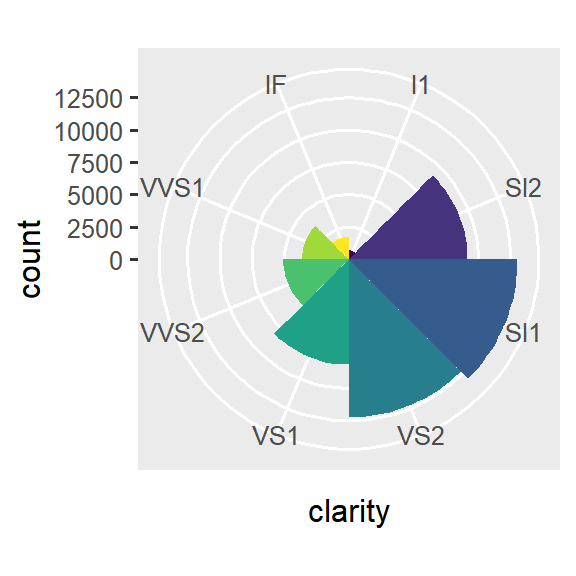 IF
I1
12500
10000
7500
5000
2500
0
VVS1
SI2
count
VVS2
SI1
VS1
VS2
clarity